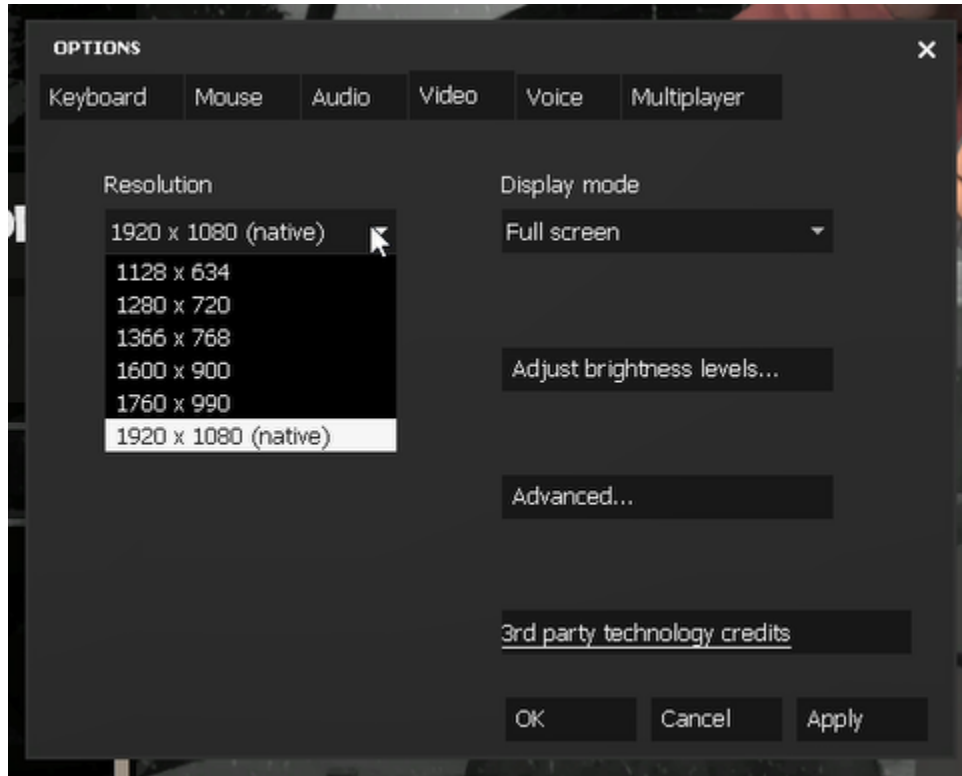 OPTIONS
Keyboard Mouse Audio Video Voice Multiplayer
Resolution
1920 x 1080 (native)
1128 x 634
1280 x 720
1366 x 768
1600 x 900
1760 x 990
1920 x 1080 (native)
Display mode
Full screen
Adjust brightness levels...
Advanced...
3rd party technology credits
OK Cancel Apply